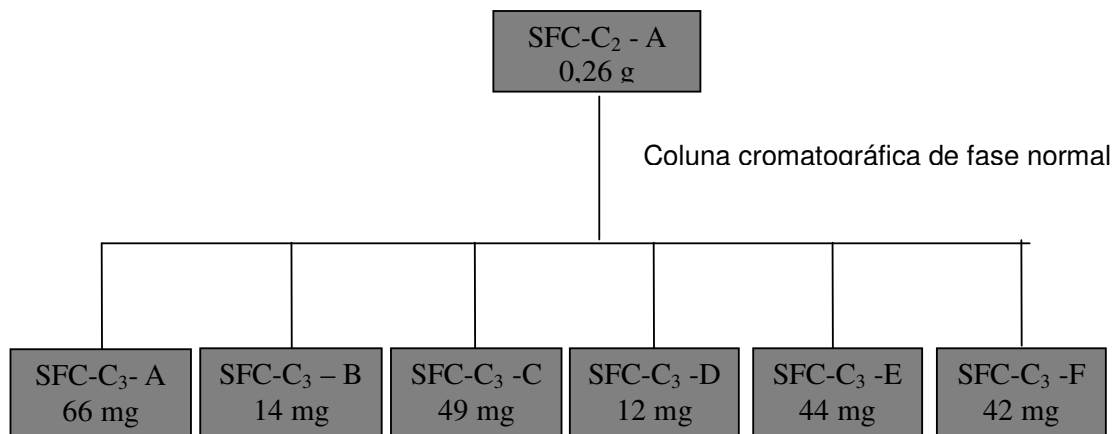 SFC-C₂ - A
0,26 g
Coluna cromatográfica de fase normal
SFC-C₃- A
66 mg
SFC-C₃ – B
14 mg
SFC-C₃ -C
49 mg
SFC-C₃ -D
12 mg
SFC-C₃ -E
44 mg
SFC-C₃ -F
42 mg